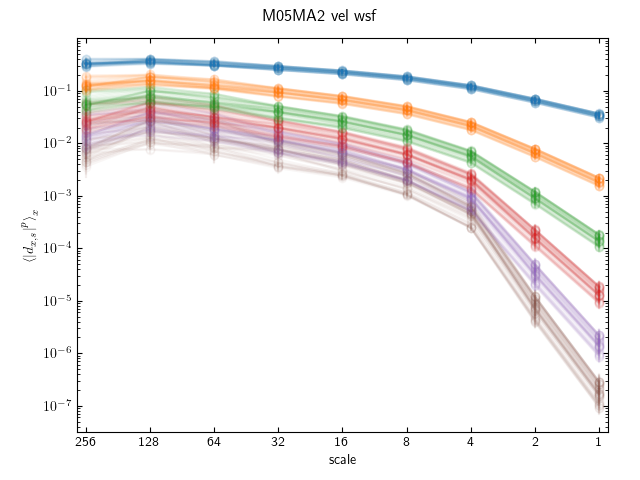 M05MA2 vel wsf
⟨|d_{x,s}|^p⟩_x
10^{-1}
10^{-2}
10^{-3}
10^{-4}
10^{-5}
10^{-6}
10^{-7}
256 128 64 32 16 8 4 2 1
scale